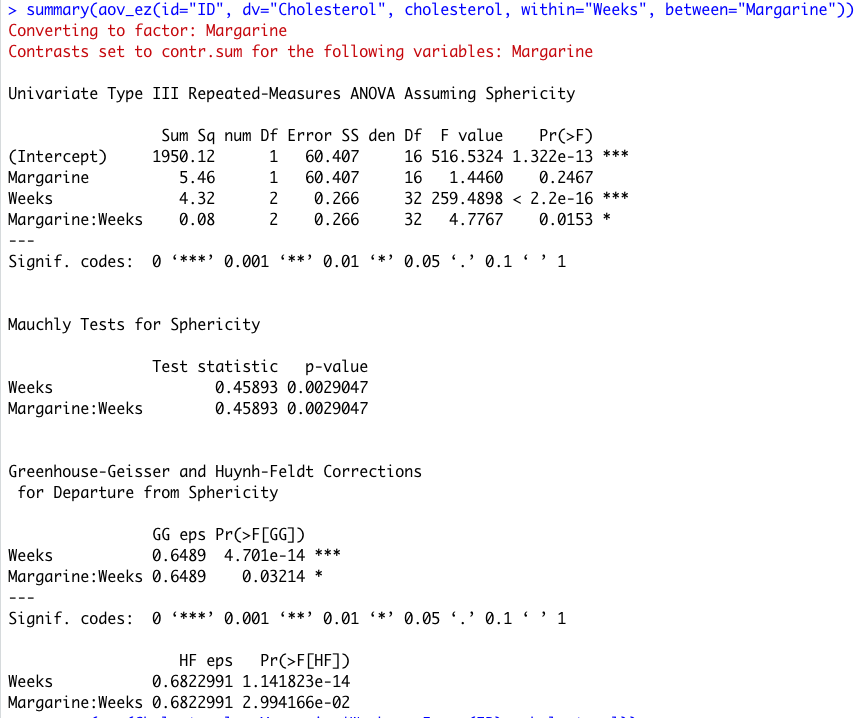 > summary(aov_ez(id="ID", dv="Cholesterol", cholesterol, within="Weeks", between="Margarine"))
Converting to factor: Margarine
Contrasts set to contr.sum for the following variables: Margarine

Univariate Type III Repeated-Measures ANOVA Assuming Sphericity

                 Sum Sq num Df Error SS den Df  F value    Pr(>F)    
(Intercept)     1950.12      1   60.407     16 516.5324 1.322e-13 ***
Margarine          5.46      1   60.407     16   1.4460    0.2467    
Weeks              4.32      2    0.266     32 259.4898 < 2.2e-16 ***
Margarine:Weeks    0.08      2    0.266     32   4.7767    0.0153 *  
---
Signif. codes:  0 ‘***’ 0.001 ‘**’ 0.01 ‘*’ 0.05 ‘.’ 0.1 ‘ ’ 1


Mauchly Tests for Sphericity

                Test statistic   p-value
Weeks                  0.45893 0.0029047
Margarine:Weeks        0.45893 0.0029047


Greenhouse-Geisser and Huynh-Feldt Corrections
 for Departure from Sphericity

                GG eps Pr(>F[GG])    
Weeks           0.6489  4.701e-14 ***
Margarine:Weeks 0.6489    0.03214 *  
---
Signif. codes:  0 ‘***’ 0.001 ‘**’ 0.01 ‘*’ 0.05 ‘.’ 0.1 ‘ ’ 1

                   HF eps   Pr(>F[HF])
Weeks           0.6822991 1.141823e-14
Margarine:Weeks 0.6822991 2.994166e-02